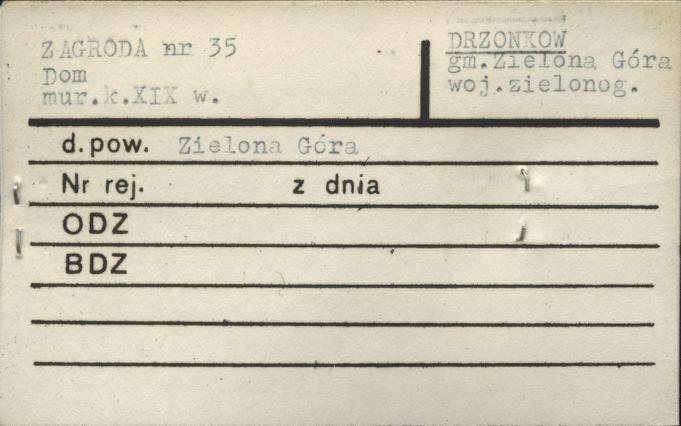 ZAGRODA nr 35
Dom
mur.k.XIX w.
DRZONKOW
gm.Zielona Góra
woj.zielonog.
d.pow. Zielona Góra
Nr rej. z dnia
ODZ
BDZ